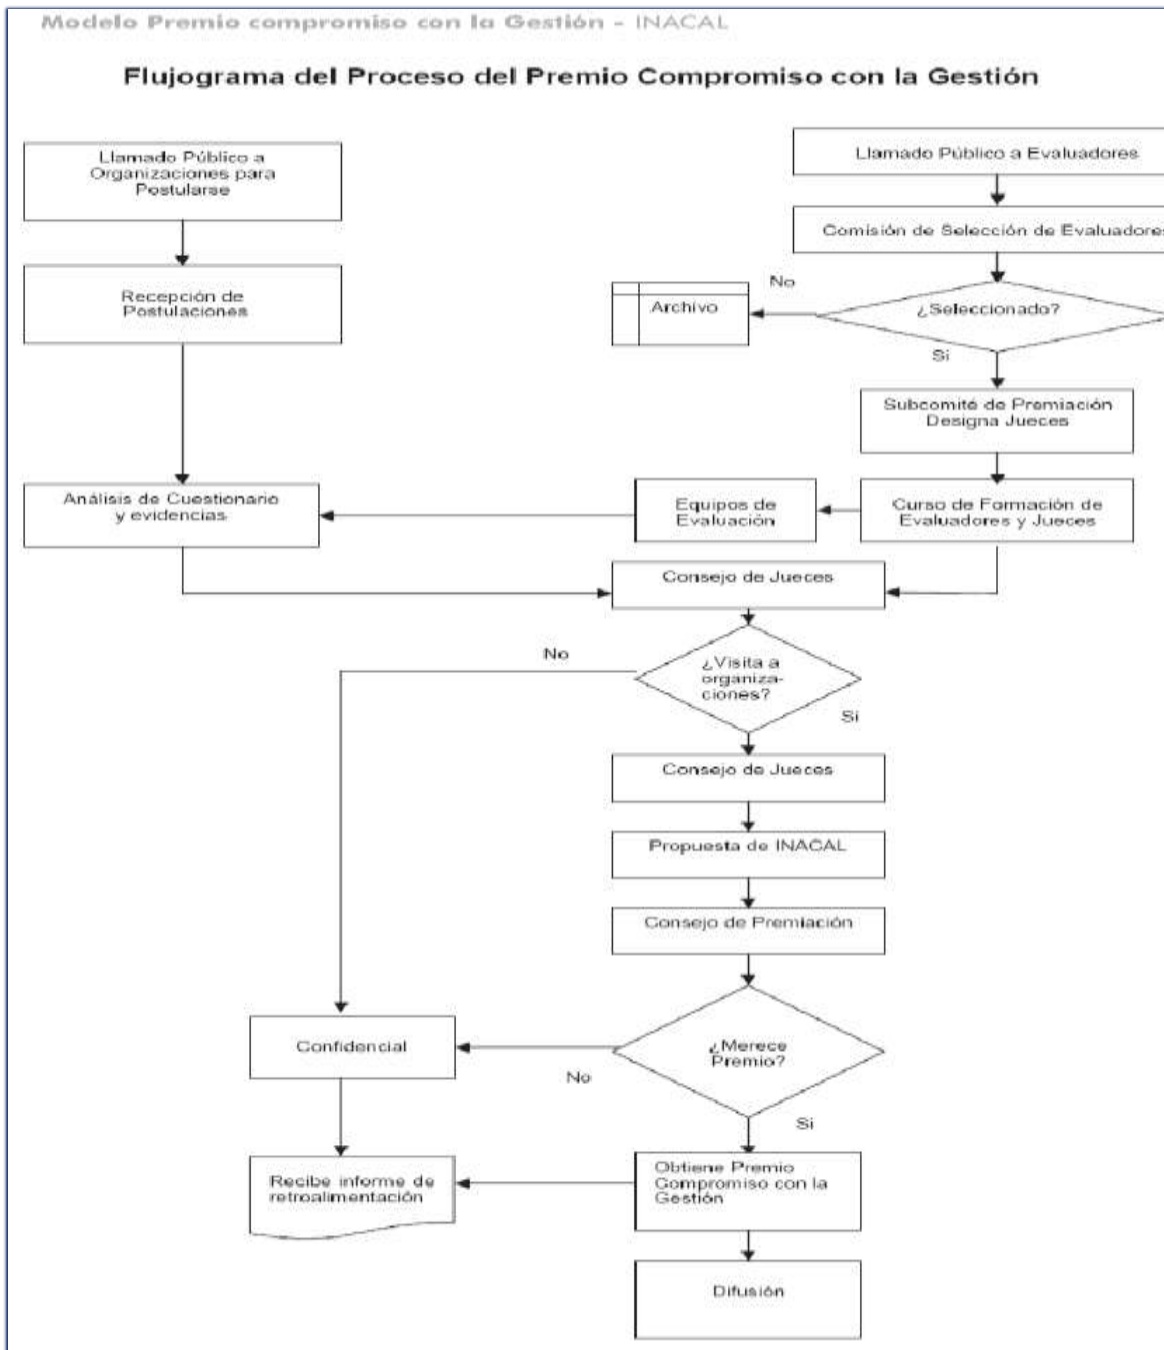 Modelo Premio compromiso con la Gestión - INACAL
Flujograma del Proceso del Premio Compromiso con la Gestión
Llamado Público a
Organizaciones para
Postularse
Llamado Público a Evaluadores
Comisión de Selección de Evaluadores
Recepción de
Postulaciones
No
Archivo
¿Seleccionado?
Si
Subcomité de Premiación
Designa Jueces
Análisis de Cuestionario
y evidencias
Equipos de
Evaluación
Curso de Formación de
Evaluadores y Jueces
Consejo de Jueces
No
¿Visita a
organiza-
ciones?
Si
Consejo de Jueces
Propuesta de INACAL
Consejo de Premiación
Confidencial
¿Merece
Premio?
No
Si
Recibe informe de
retroalimentación
Obtiene Premio
Compromiso con la
Gestión
Difusión